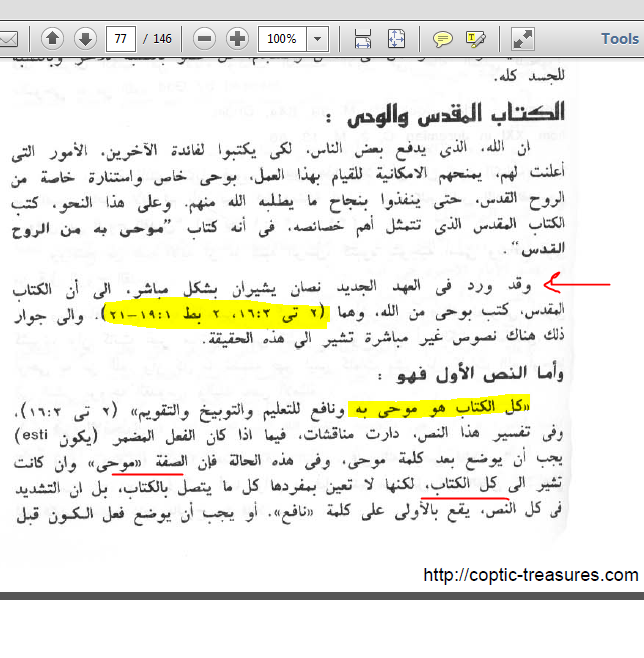 77 / 146
100%
Tools
للجسد كله.
الكتاب المقدس والوحى :
ان الله، الذى يدفع بعض الناس، لكى يكتبوا لفائدة الآخرين، الأمور التى
أعلنت لهم، يمنحهم الامكانية للقيام بهذا العمل، بوحى خاص واستنارة خاصة من
الروح القدس، حتى ينفذوا بنجاح ما يطلبه الله منهم. وعلى هذا النحو، كتب
الكتاب المقدس الذى تتمثل أهم خصائصه، فى أنه كتاب ”موحى به من الروح
القدس“.
وقد ورد فى العهد الجديد نصان يشيران بشكل مباشر، الى أن الكتاب
المقدس، كتب بوحى من الله، وهما (٢ تى ١٦:٣، ٢ بط ١٩:١–٢١). والى جوار
ذلك هناك نصوص غير مباشرة تشير الى هذه الحقيقة.
وأما النص الأول فهو :
«كل الكتاب هو موحى به ونافع للتعليم والتوبيخ والتقويم» (٢ تى ١٦:٣).
وفى تفسير هذا النص، دارت مناقشات، فيما اذا كان الفعل المضمر (يكون esti)
يجب أن يوضع بعد كلمة موحى، وفى هذه الحالة فإن الصفة «موحى» وان كانت
تشير الى كل الكتاب، لكنها لا تعين بمفردها كل ما يتصل بالكتاب، بل ان التشديد
فى كل النص، يقع بالأولى على كلمة «نافع». أو يجب أن يوضع فعل الكون قبل
http://coptic-treasures.com